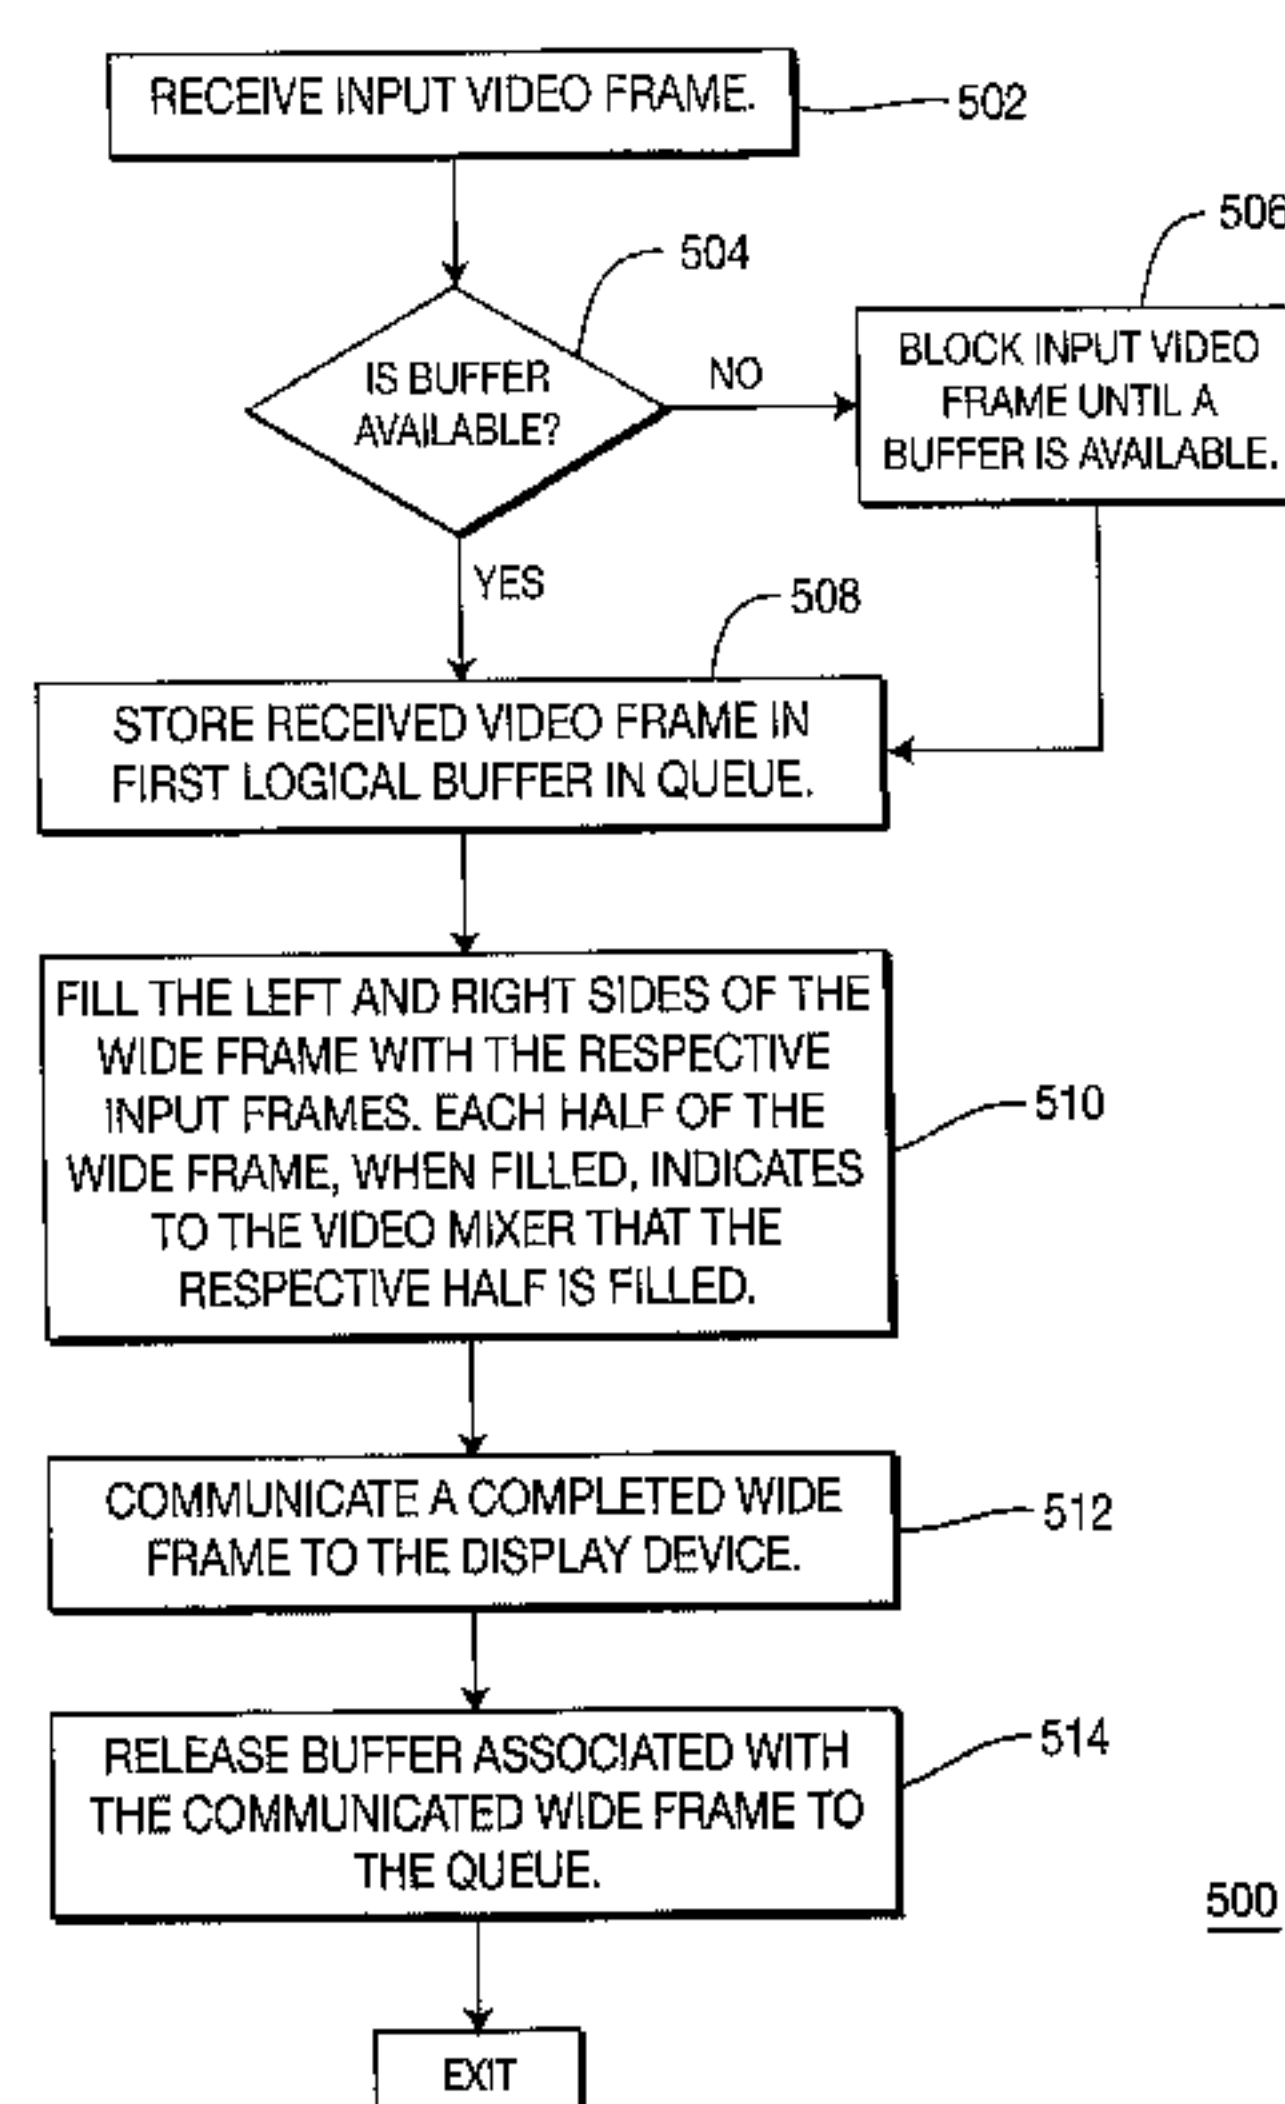 RECEIVE INPUT VIDEO FRAME.
502
504
506
IS BUFFER
AVAILABLE?
NO
BLOCK INPUT VIDEO
FRAME UNTIL A
BUFFER IS AVAILABLE.
YES
508
STORE RECEIVED VIDEO FRAME IN
FIRST LOGICAL BUFFER IN QUEUE.
FILL THE LEFT AND RIGHT SIDES OF THE
WIDE FRAME WITH THE RESPECTIVE
INPUT FRAMES. EACH HALF OF THE
WIDE FRAME, WHEN FILLED, INDICATES
TO THE VIDEO MIXER THAT THE
RESPECTIVE HALF IS FILLED.
510
COMMUNICATE A COMPLETED WIDE
FRAME TO THE DISPLAY DEVICE.
512
RELEASE BUFFER ASSOCIATED WITH
THE COMMUNICATED WIDE FRAME TO
THE QUEUE.
514
500
EXIT